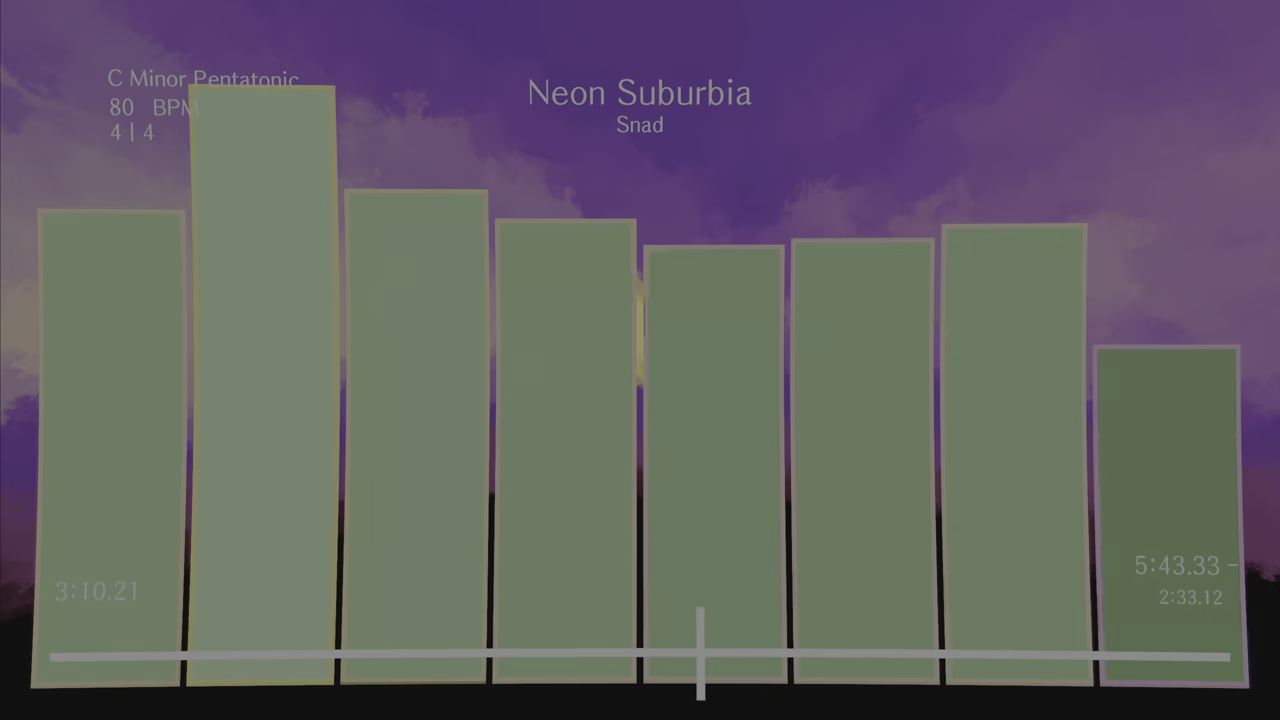 C Minor Pentatonic
80 BPM
4|4
Neon Suburbia
Snad
3:10.21
5:43.33 -
2:33.12